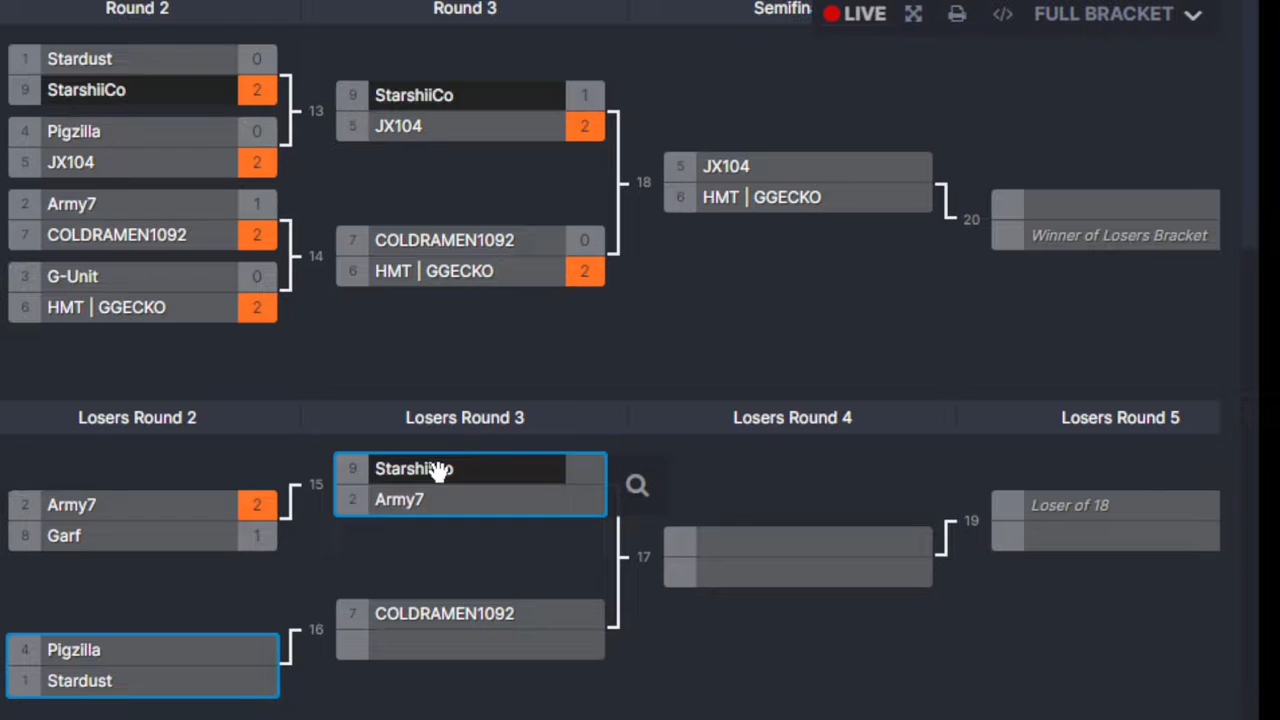 Round 2
Round 3
Semifin
LIVE
</>
FULL BRACKET
1 Stardust 0
9 StarshiiCo 2
4 Pigzilla 0
5 JX104 2
13
2 Army7 1
7 COLDRAMEN1092 2
3 G-Unit 0
6 HMT | GGECKO 2
14
9 StarshiiCo 1
5 JX104 2
7 COLDRAMEN1092 0
6 HMT | GGECKO 2
18
5 JX104
6 HMT | GGECKO
20
Winner of Losers Bracket
Losers Round 2
Losers Round 3
Losers Round 4
Losers Round 5
2 Army7 2
8 Garf 1
15
4 Pigzilla
1 Stardust
16
9 StarshiiCo
2 Army7
7 COLDRAMEN1092
17
19
Loser of 18